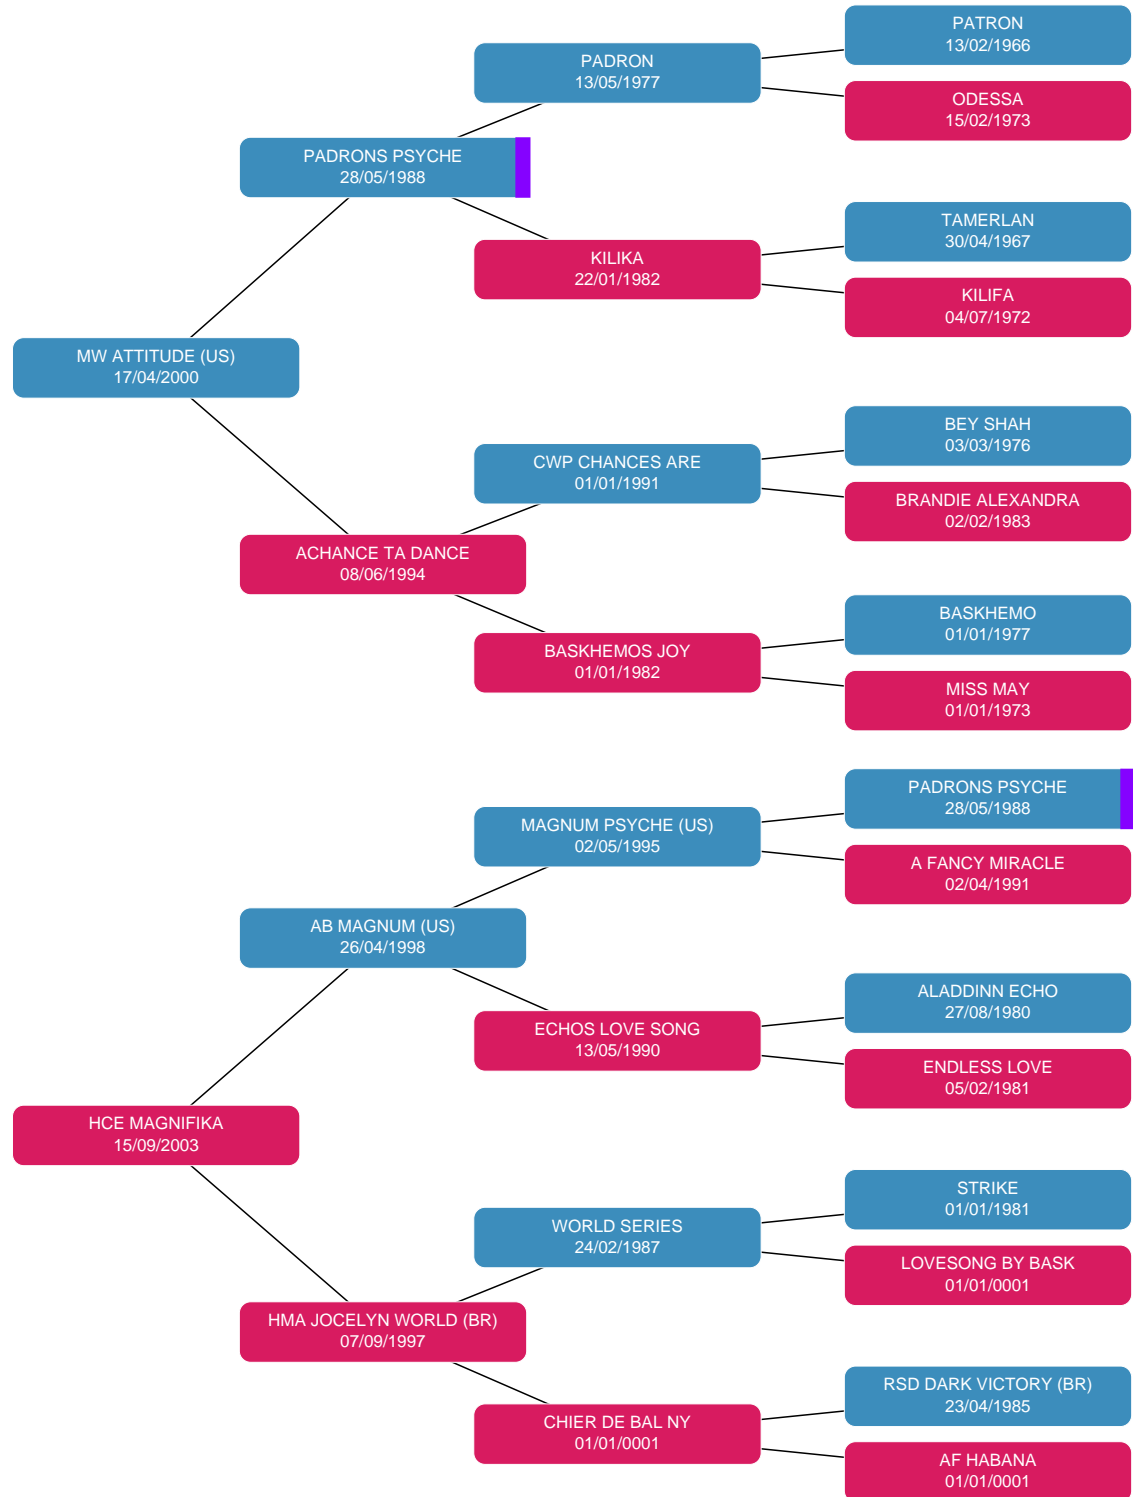 PATRON
13/02/1966
PADRON
13/05/1977
ODESSA
15/02/1973
PADRONS PSYCHE
28/05/1988
TAMERLAN
30/04/1967
KILIKA
22/01/1982
KILIFA
04/07/1972
MW ATTITUDE (US)
17/04/2000
BEY SHAH
03/03/1976
CWP CHANCES ARE
01/01/1991
BRANDIE ALEXANDRA
02/02/1983
ACHANCE TA DANCE
08/06/1994
BASKHEMO
01/01/1977
BASKHEMOS JOY
01/01/1982
MISS MAY
01/01/1973
PADRONS PSYCHE
28/05/1988
MAGNUM PSYCHE (US)
02/05/1995
A FANCY MIRACLE
02/04/1991
AB MAGNUM (US)
26/04/1998
ALADDINN ECHO
27/08/1980
ECHOS LOVE SONG
13/05/1990
ENDLESS LOVE
05/02/1981
HCE MAGNIFIKA
15/09/2003
STRIKE
01/01/1981
WORLD SERIES
24/02/1987
LOVESONG BY BASK
01/01/0001
HMA JOCELYN WORLD (BR)
07/09/1997
RSD DARK VICTORY (BR)
23/04/1985
CHIER DE BAL NY
01/01/0001
AF HABANA
01/01/0001